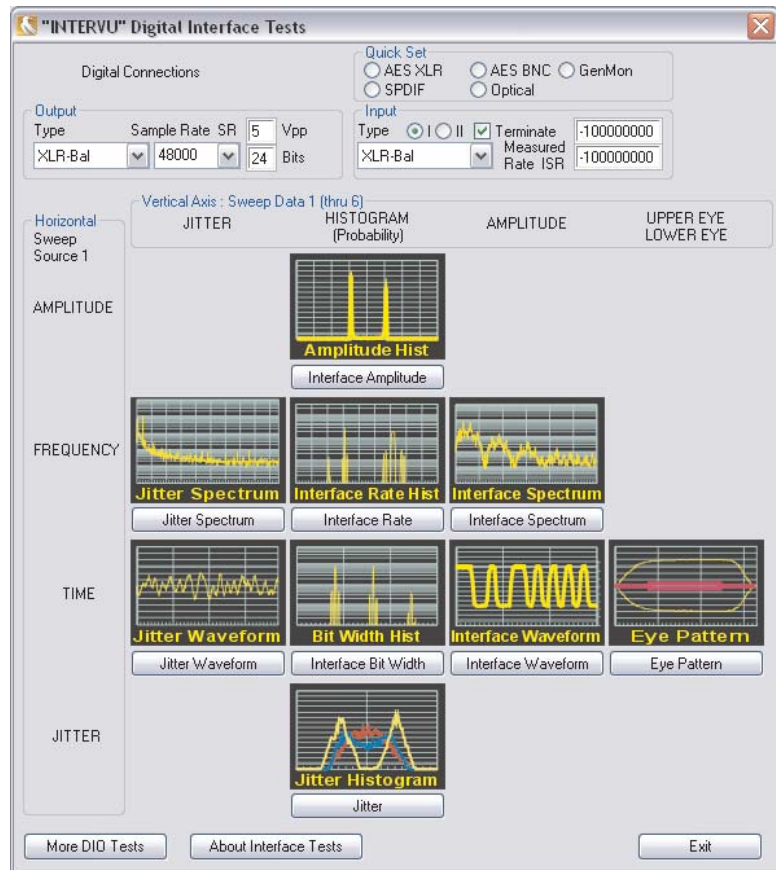 "INTERVU" Digital Interface Tests
Digital Connections
Quick Set
AES XLR
AES BNC
GenMon
SPDIF
Optical
Output
Type
Sample Rate SR
5
Vpp
XLR-Bal
48000
24
Bits
Input
Type
I
II
Terminate
-100000000
XLR-Bal
Measured
Rate ISR
-100000000
Vertical Axis : Sweep Data 1 (thru 6)
JITTER
HISTOGRAM
(Probability)
AMPLITUDE
UPPER EYE
LOWER EYE
Horizontal
Sweep
Source 1
AMPLITUDE
Amplitude Hist
Interface Amplitude
FREQUENCY
Jitter Spectrum
Interface Rate Hist
Interface Spectrum
Jitter Spectrum
Interface Rate
Interface Spectrum
TIME
Jitter Waveform
Bit Width Hist
Interface Waveform
Eye Pattern
Jitter Waveform
Interface Bit Width
Interface Waveform
Eye Pattern
JITTER
Jitter Histogram
Jitter
More DIO Tests
About Interface Tests
Exit